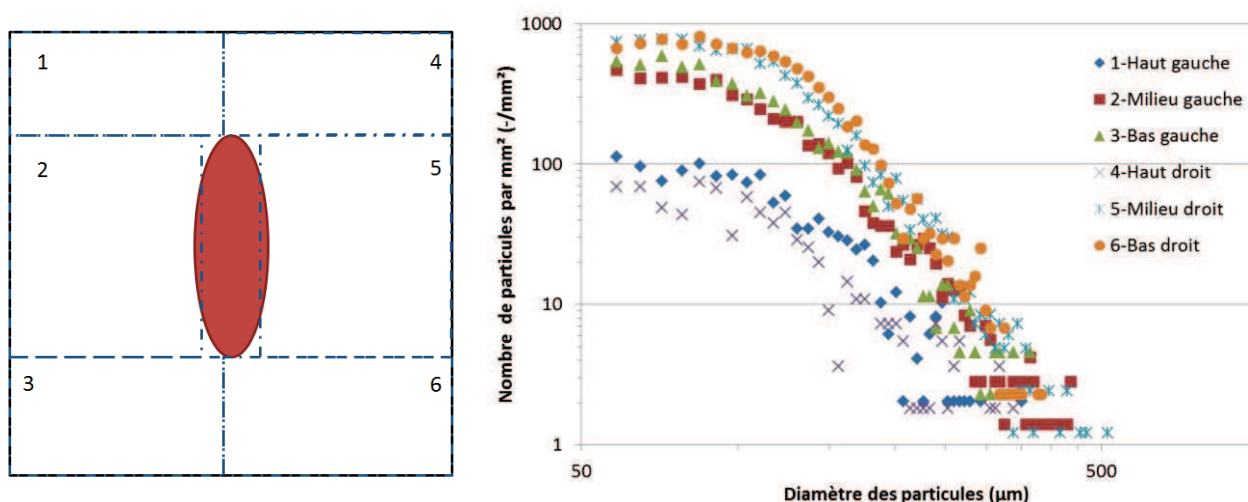 1
4
2
5
3
6
Nombre de particules par mm² (-/mm²)
1000
100
10
1
50
500
Diamètre des particules (µm)
1-Haut gauche
2-Milieu gauche
3-Bas gauche
4-Haut droit
5-Milieu droit
6-Bas droit